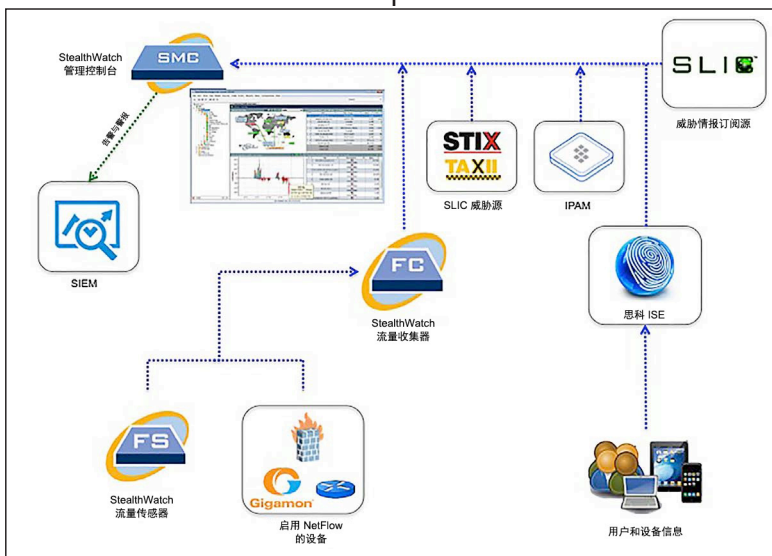 StealthWatch
管理控制台
SMC
SLIC
威胁情报订阅源
告警与警报
STIX
TAXII
SLIC 威胁源
IPAM
SIEM
FC
StealthWatch
流量收集器
思科 ISE
FS
StealthWatch
流量传感器
Gigamon
启用 NetFlow
的设备
用户和设备信息